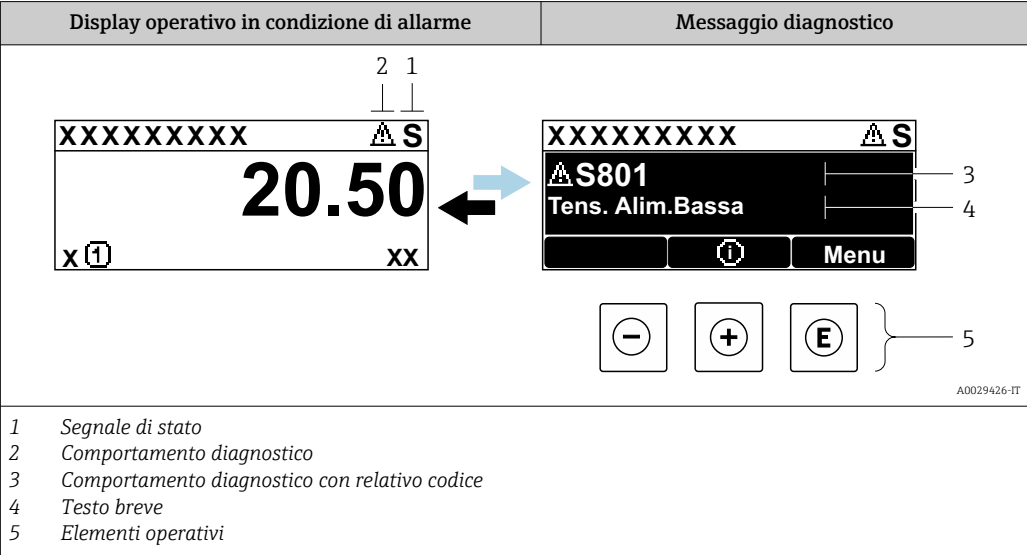 Display operativo in condizione di allarme
Messaggio diagnostico
2 1
XXXXXXXXX S
20.50
x 1 XX
XXXXXXXXX S
S801
Tens. Alim.Bassa
i Menu
3
4
− + E
5
A0029426-IT
1 Segnale di stato
2 Comportamento diagnostico
3 Comportamento diagnostico con relativo codice
4 Testo breve
5 Elementi operativi